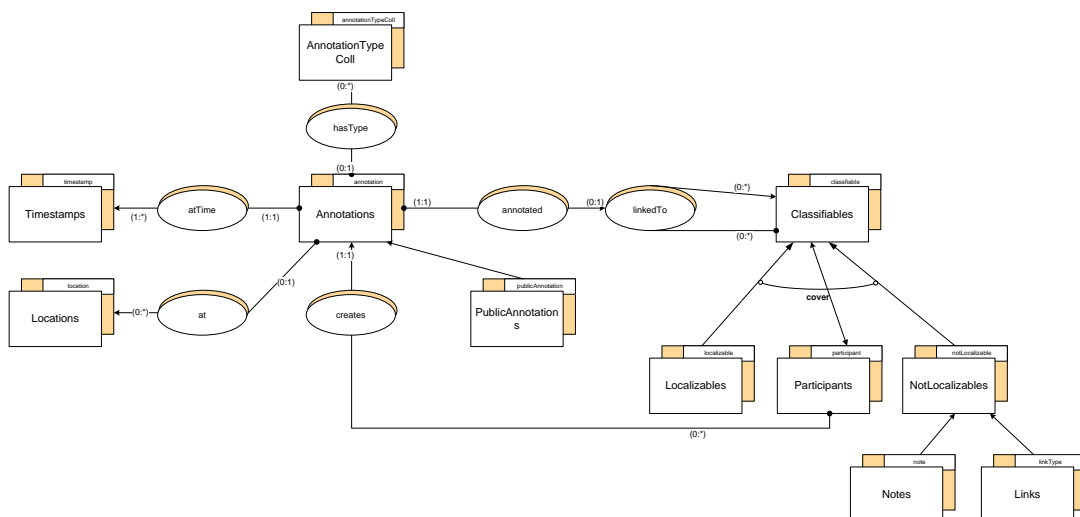 annotationTypeColl
AnnotationType
Coll
(0:*)
hasType
(0:1)
timestamp
Timestamps
(1:*)
atTime
(1:1)
annotation
Annotations
(1:1)
annotated
(0:1)
linkedTo
(0:*)
(0:*)
classfiable
Classifiables
(1:1)
(0:1)
location
Locations
(0:*)
at
creates
publicAnnotation
PublicAnnotation
s
cover
localizable
Localizables
participant
Participants
notLocalizable
NotLocalizables
(0:*)
note
Notes
linkType
Links